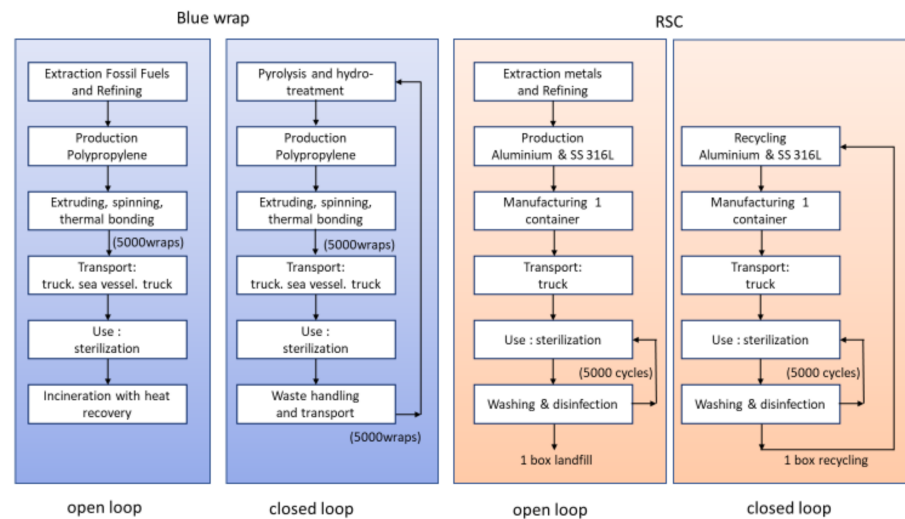 Blue wrap
RSC
Extraction Fossil Fuels
and Refining
Production
Polypropylene
Extruding, spinning,
thermal bonding
(5000wraps)
Transport:
truck. sea vessel. truck
Use :
sterilization
Incineration with heat
recovery
open loop
Pyrolysis and hydro-
treatment
Production
Polypropylene
Extruding, spinning,
thermal bonding
(5000wraps)
Transport:
truck. sea vessel. truck
Use :
sterilization
Waste handling
and transport
(5000wraps)
closed loop
Extraction metals
and Refining
Production
Aluminium & SS 316L
Manufacturing 1
container
Transport:
truck
Use : sterilization
(5000 cycles)
Washing & disinfection
1 box landfill
open loop
Recycling
Aluminium & SS 316L
Manufacturing 1
container
Transport:
truck
Use : sterilization
(5000 cycles)
Washing & disinfection
1 box recycling
closed loop